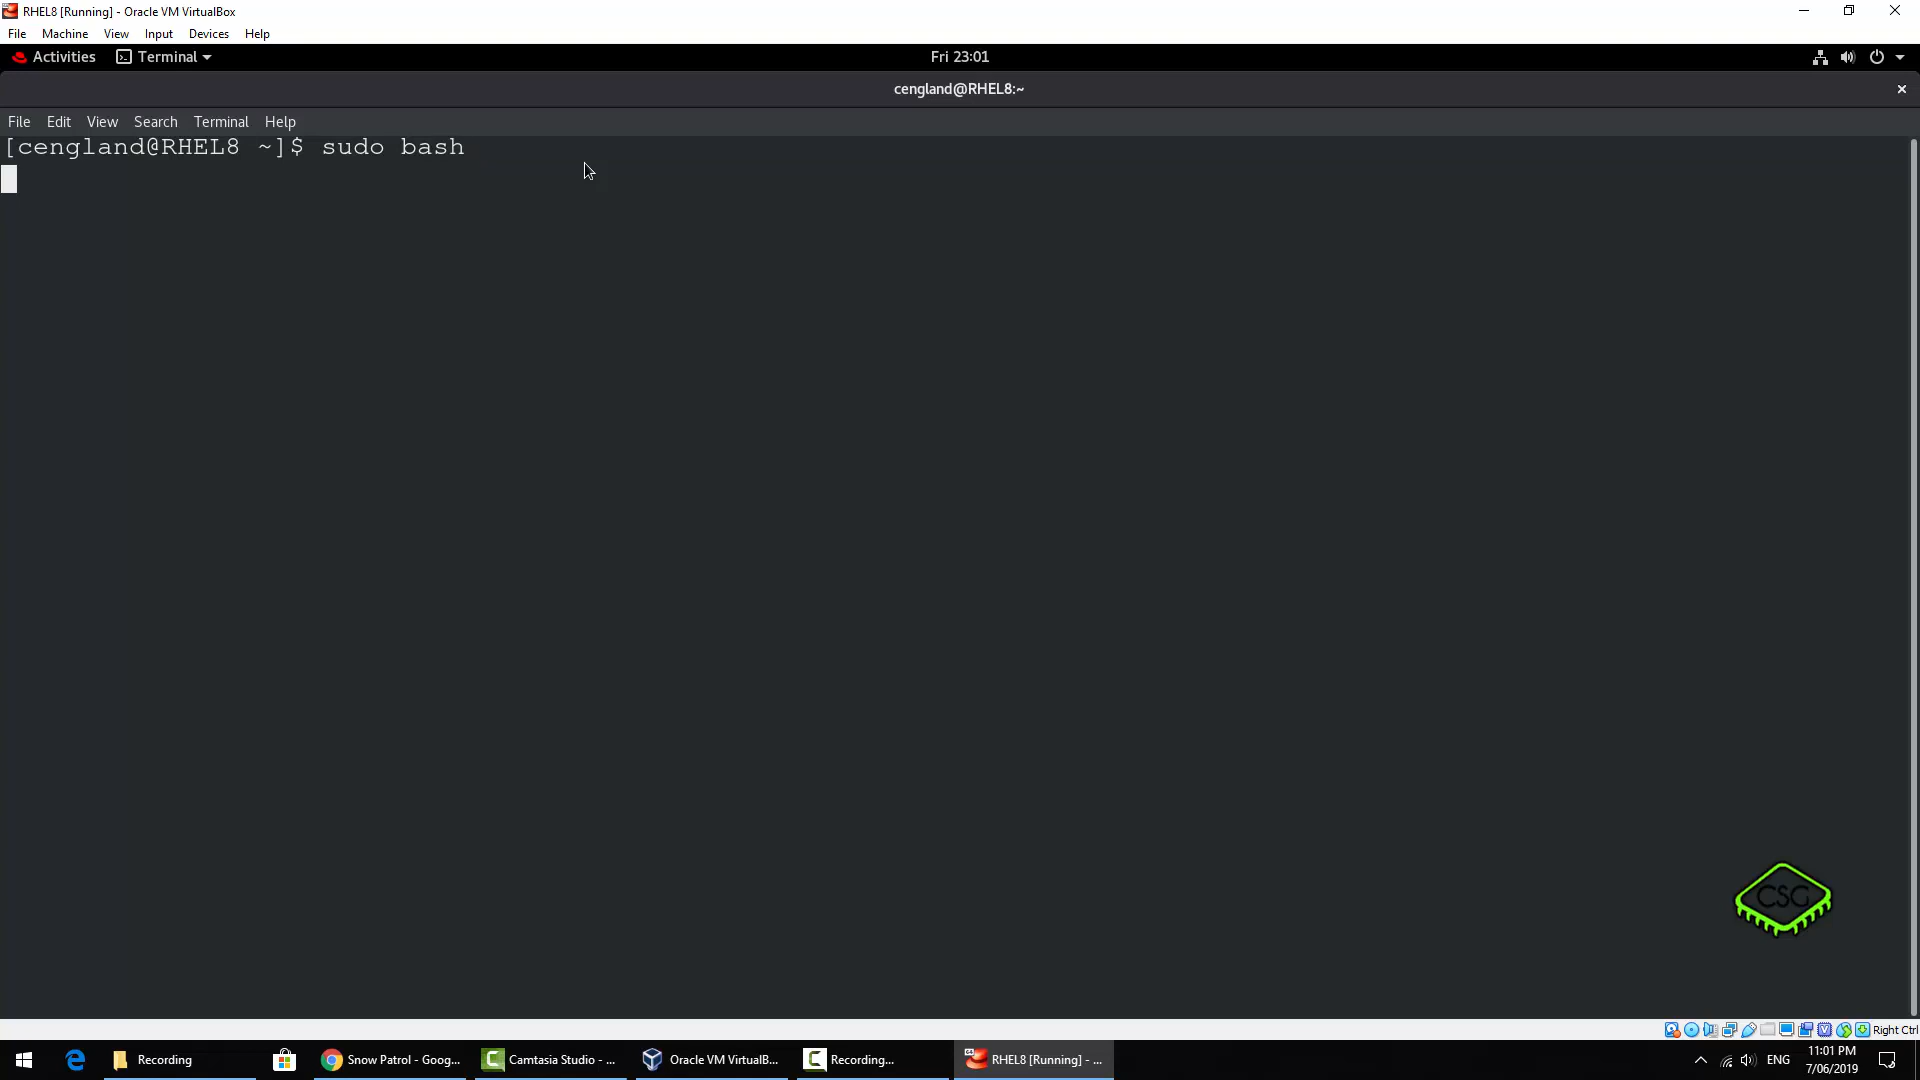 RHEL8 [Running] - Oracle VM VirtualBox
File Machine View Input Devices Help
Activities Terminal Fri 23:01
cengland@RHEL8:~
File Edit View Search Terminal Help
[cengland@RHEL8 ~]$ sudo bash
CSG
Right Ctrl
Recording Snow Patrol - Goog... Camtasia Studio - ... Oracle VM VirtualB... Recording... RHEL8 [Running] - ... ENG 11:01 PM
7/06/2019